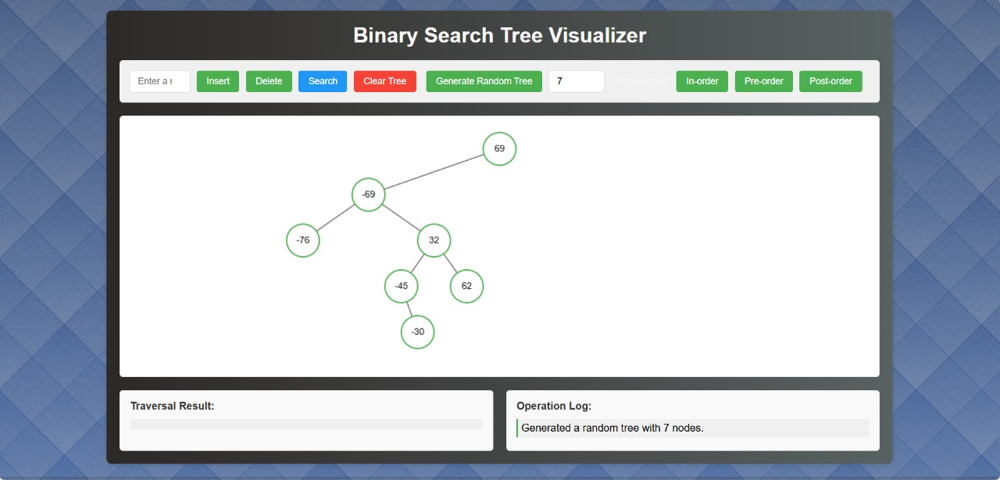 Binary Search Tree Visualizer
Enter a r Insert Delete Search Clear Tree Generate Random Tree 7 Traversals: In-order Pre-order Post-order
69
-69
-76 32
-45 62
-30
Traversal Result:
Operation Log:
Generated a random tree with 7 nodes.